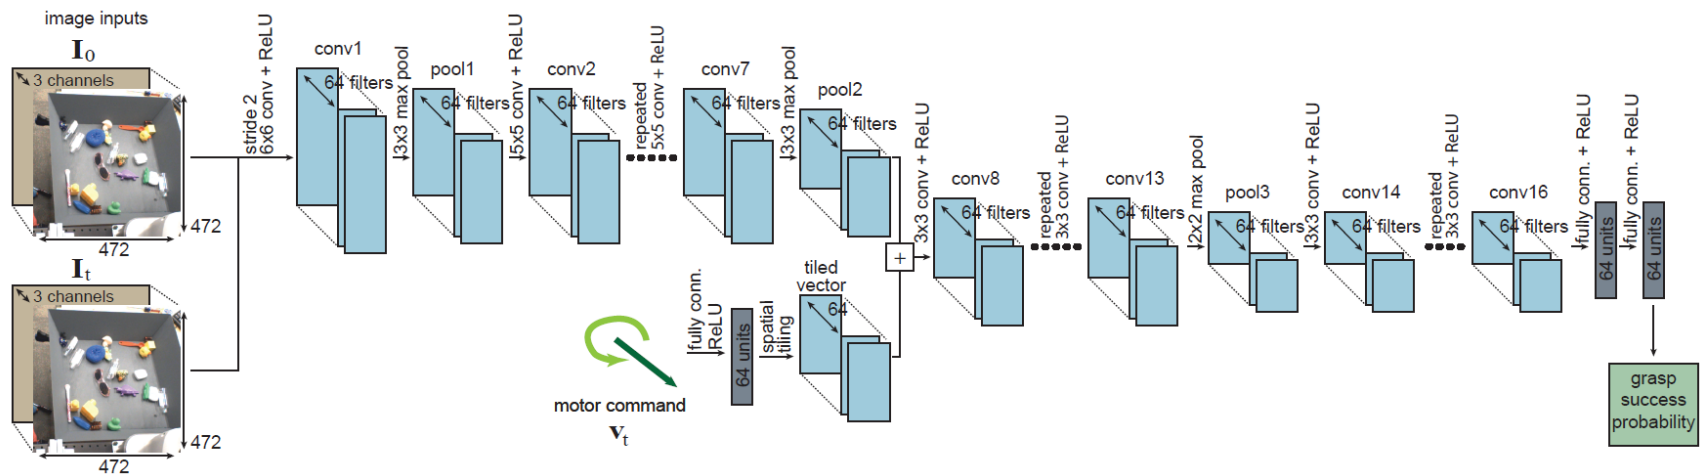 image inputs
I0
3 channels
472
472
It
3 channels
472
472
stride 2
6x6 conv + ReLU
conv1
64 filters
3x3 max pool
pool1
64 filters
5x5 conv + ReLU
conv2
64 filters
repeated
5x5 conv + ReLU
conv7
64 filters
3x3 max pool
pool2
64 filters
motor command
vt
fully conn.
ReLU
64 units
spatial
tiling
tiled
vector
64
+
3x3 conv + ReLU
conv8
64 filters
repeated
3x3 conv + ReLU
conv13
64 filters
2x2 max pool
pool3
64 filters
3x3 conv + ReLU
conv14
64 filters
repeated
3x3 conv + ReLU
conv16
64 filters
fully conn. + ReLU
64 units
fully conn. + ReLU
64 units
grasp
success
probability